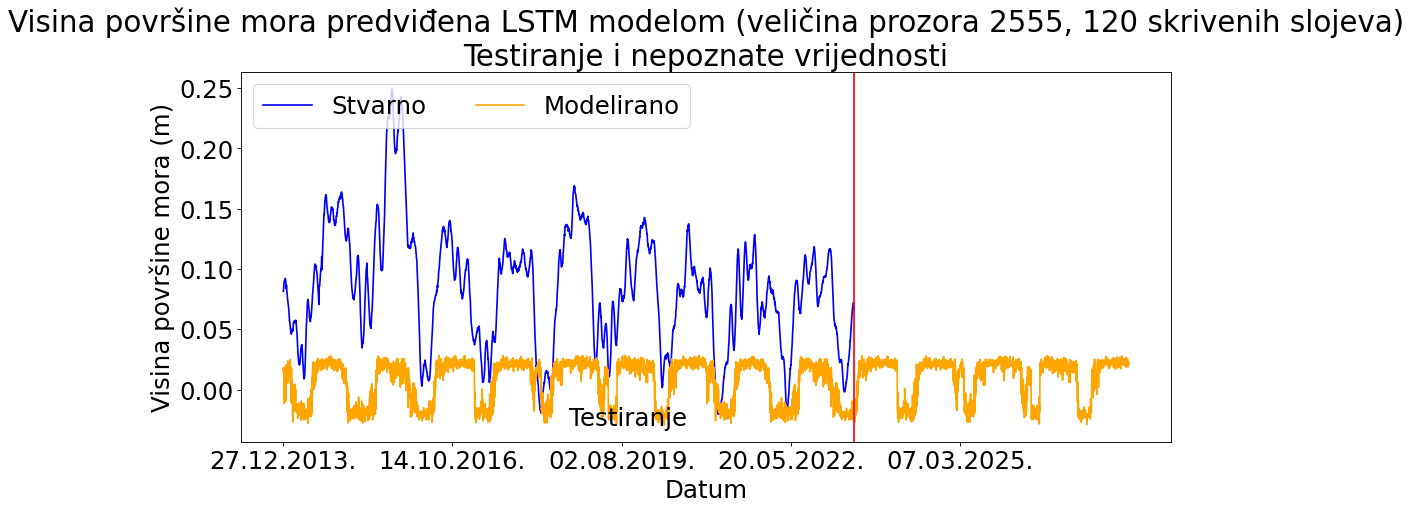 Visina površine mora predviđena LSTM modelom (veličina prozora 2555, 120 skrivenih slojeva)
Testiranje i nepoznate vrijednosti
Stvarno Modelirano
Visina površine mora (m)
0.25
0.20
0.15
0.10
0.05
0.00
Testiranje
27.12.2013. 14.10.2016. 02.08.2019. 20.05.2022. 07.03.2025.
Datum